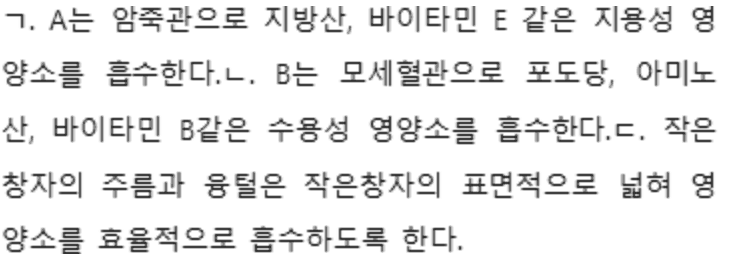 ㄱ. A는 암죽관으로 지방산, 바이타민 E 같은 지용성 영
양소를 흡수한다.ㄴ. B는 모세혈관으로 포도당, 아미노
산, 바이타민 B같은 수용성 영양소를 흡수한다.ㄷ. 작은
창자의 주름과 융털은 작은창자의 표면적으로 넓혀 영
양소를 효율적으로 흡수하도록 한다.